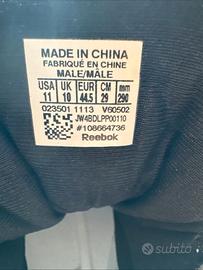 MADE IN CHINA
FABRIQUÉ EN CHINE
MALE/MÂLE
USA UK EUR CM mm
11 10 44.5 29 290
023501 1113 V60502
JW4BDLPP00110
#108664736
Reebok
subito